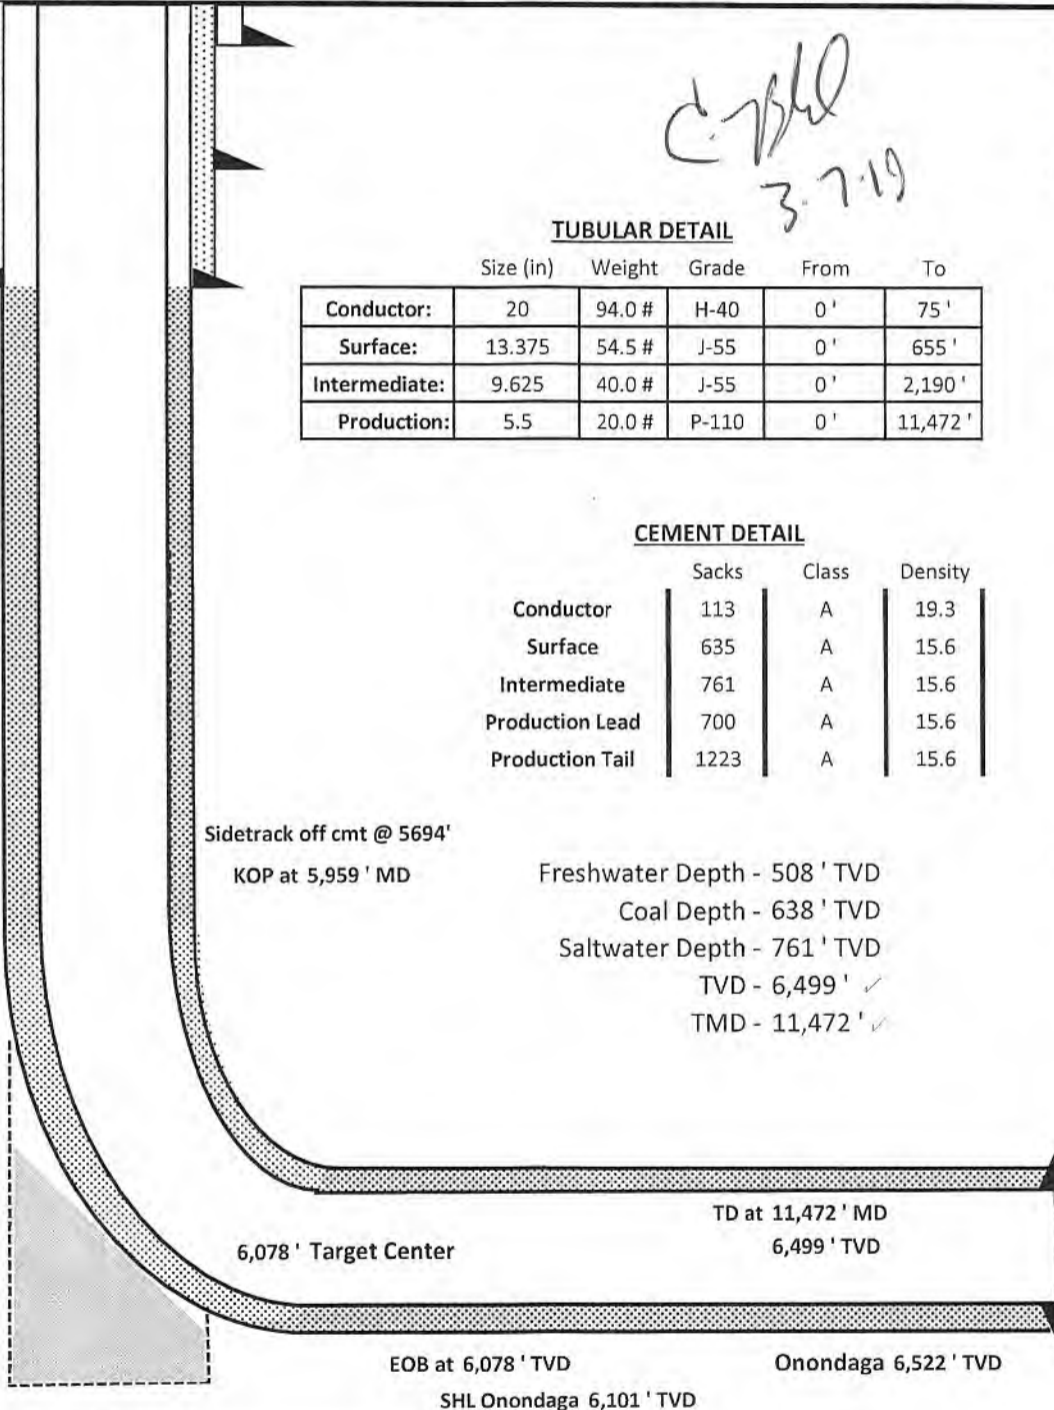 3.7.19
TUBULAR DETAIL
Size (in) Weight Grade From To
Conductor: 20 94.0 # H-40 0 ' 75 '
Surface: 13.375 54.5 # J-55 0 ' 655 '
Intermediate: 9.625 40.0 # J-55 0 ' 2,190 '
Production: 5.5 20.0 # P-110 0 ' 11,472 '
CEMENT DETAIL
Sacks Class Density
Conductor 113 A 19.3
Surface 635 A 15.6
Intermediate 761 A 15.6
Production Lead 700 A 15.6
Production Tail 1223 A 15.6
Sidetrack off cmt @ 5694'
KOP at 5,959 ' MD
Freshwater Depth - 508 ' TVD
Coal Depth - 638 ' TVD
Saltwater Depth - 761 ' TVD
TVD - 6,499 ' ✓
TMD - 11,472 ' ✓
TD at 11,472 ' MD
6,499 ' TVD
6,078 ' Target Center
EOB at 6,078 ' TVD
Onondaga 6,522 ' TVD
SHL Onondaga 6,101 ' TVD